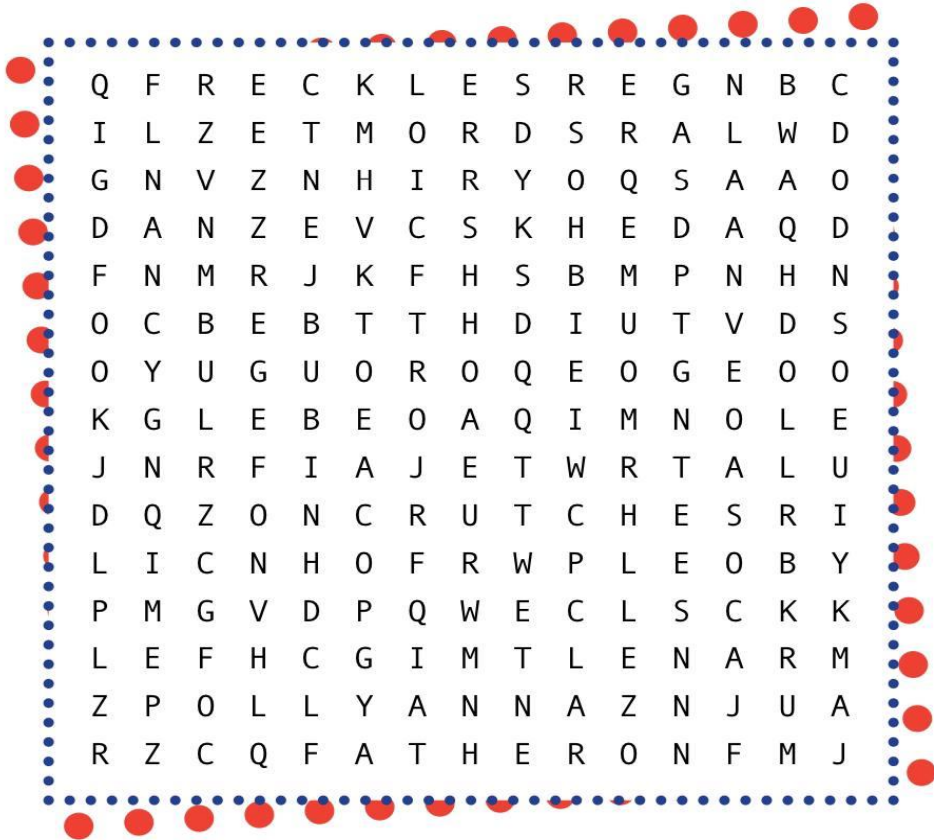 Q F R E C K L E S R E G N B C
I L Z E T M O R D S R A L W D
G N V Z N H I R Y O Q S A A O
D A N Z E V C S K H E D A Q D
F N M R J K F H S B M P N H N
O C B E B T T H D I U T V D S
O Y U G U O R O Q E O G E O O
K G L E B E O A Q I M N O L E
J N R F I A J E T W R T A L U
D Q Z O N C R U T C H E S R I
L I C N H O F R W P L E O B Y
P M G V D P Q W E C L S C K K
L E F H C G I M T L E N A R M
Z P O L L Y A N N A Z N J U A
R Z C Q F A T H E R O N F M J